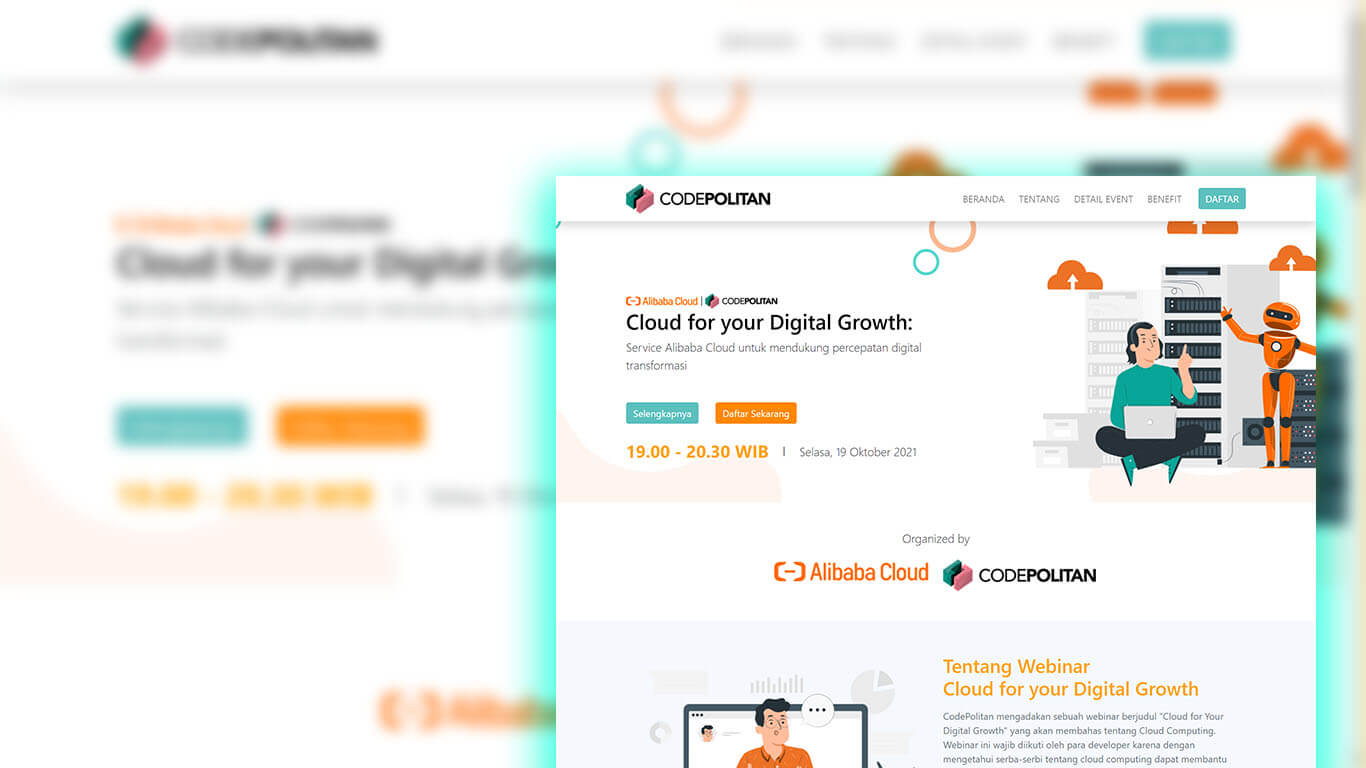 CODEPOLITAN
BERANDA TENTANG DETAIL EVENT BENEFIT DAFTAR
Alibaba Cloud | CODEPOLITAN
Cloud for your Digital Growth:
Service Alibaba Cloud untuk mendukung percepatan digital
transformasi
Selengkapnya Daftar Sekarang
19.00 - 20.30 WIB | Selasa, 19 Oktober 2021
Organized by
Alibaba Cloud CODEPOLITAN
Tentang Webinar
Cloud for your Digital Growth
CodePolitan mengadakan sebuah webinar berjudul "Cloud for Your
Digital Growth" yang akan membahas tentang Cloud Computing.
Webinar ini wajib diikuti oleh para developer karena dengan
mengetahui serba-serbi tentang cloud computing dapat membantu